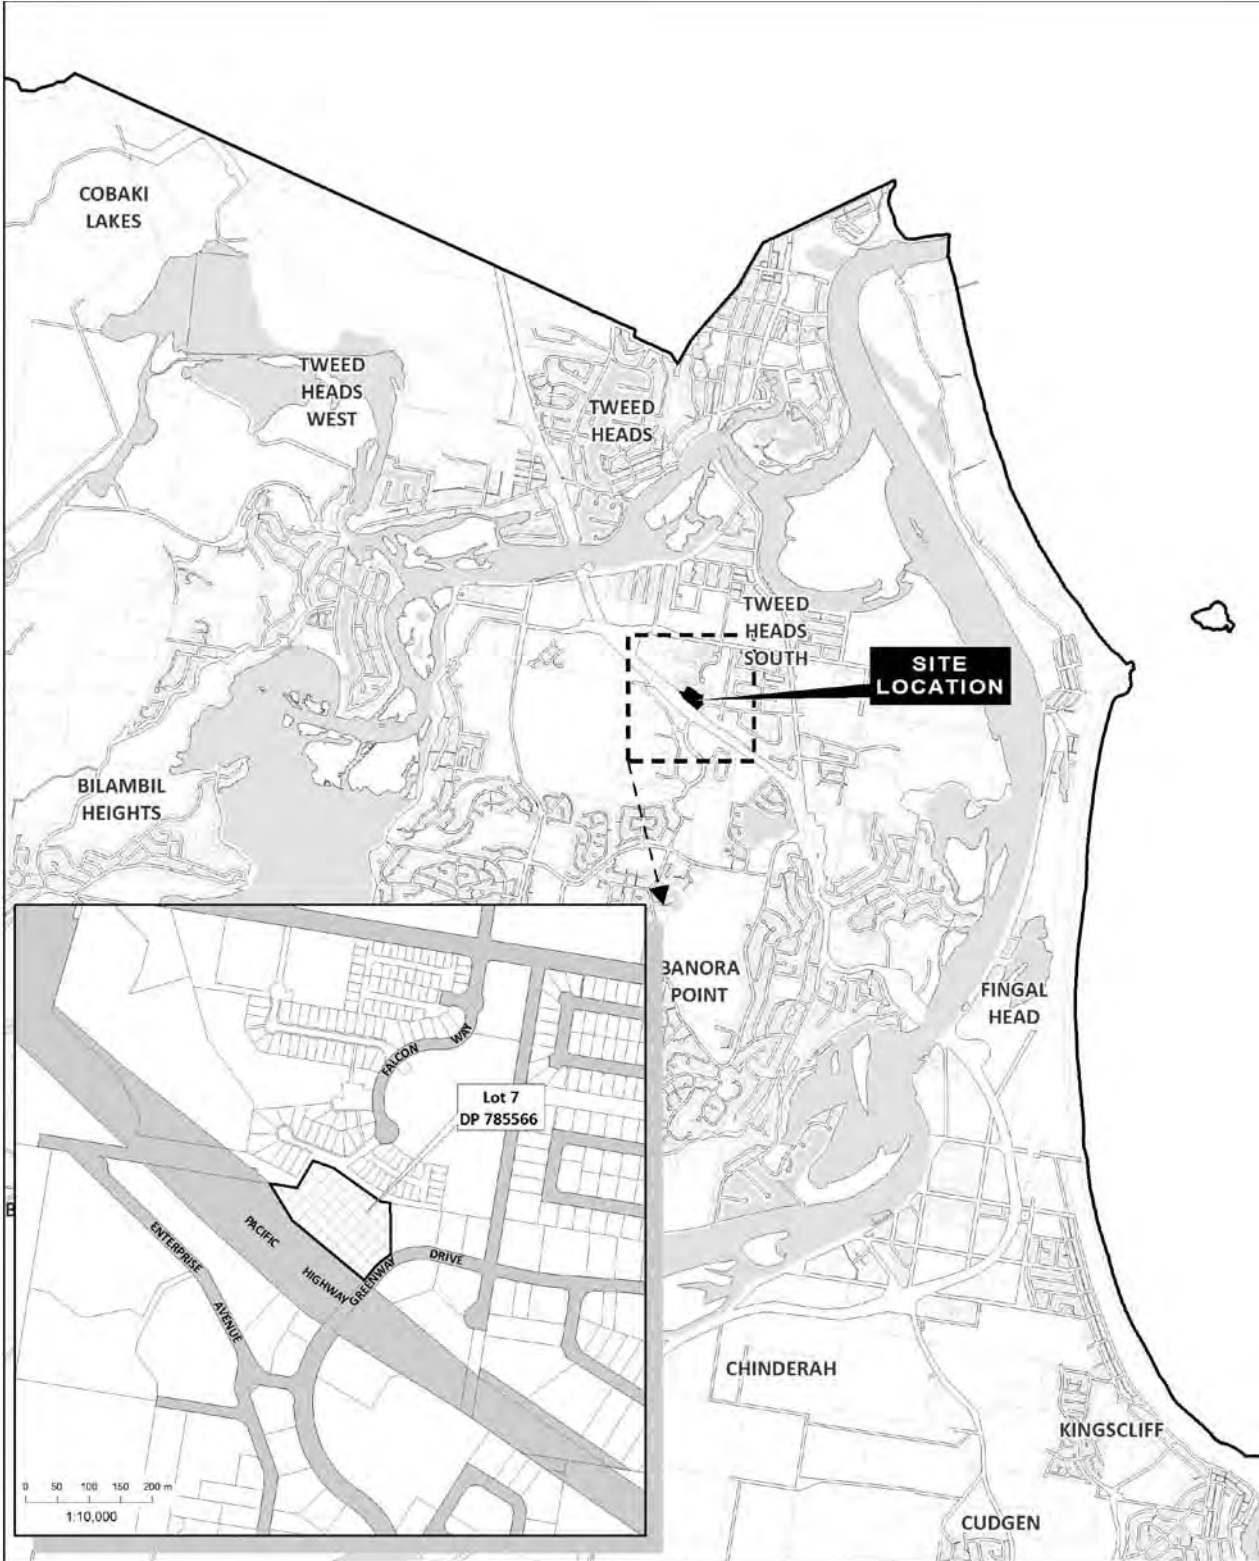 COBAKI
LAKES
TWEED
HEADS
WEST
TWEED
HEADS
TWEED
HEADS
SOUTH
SITE
LOCATION
BILAMBIL
HEIGHTS
BANORA
POINT
FINGAL
HEAD
FALCON WAY
Lot 7
DP 785566
PACIFIC HIGHWAY
GREENWAY DRIVE
ENTERPRISE AVENUE
CHINDERAH
KINGSCLIFF
CUDGEN
0 50 100 150 200 m
1:10,000